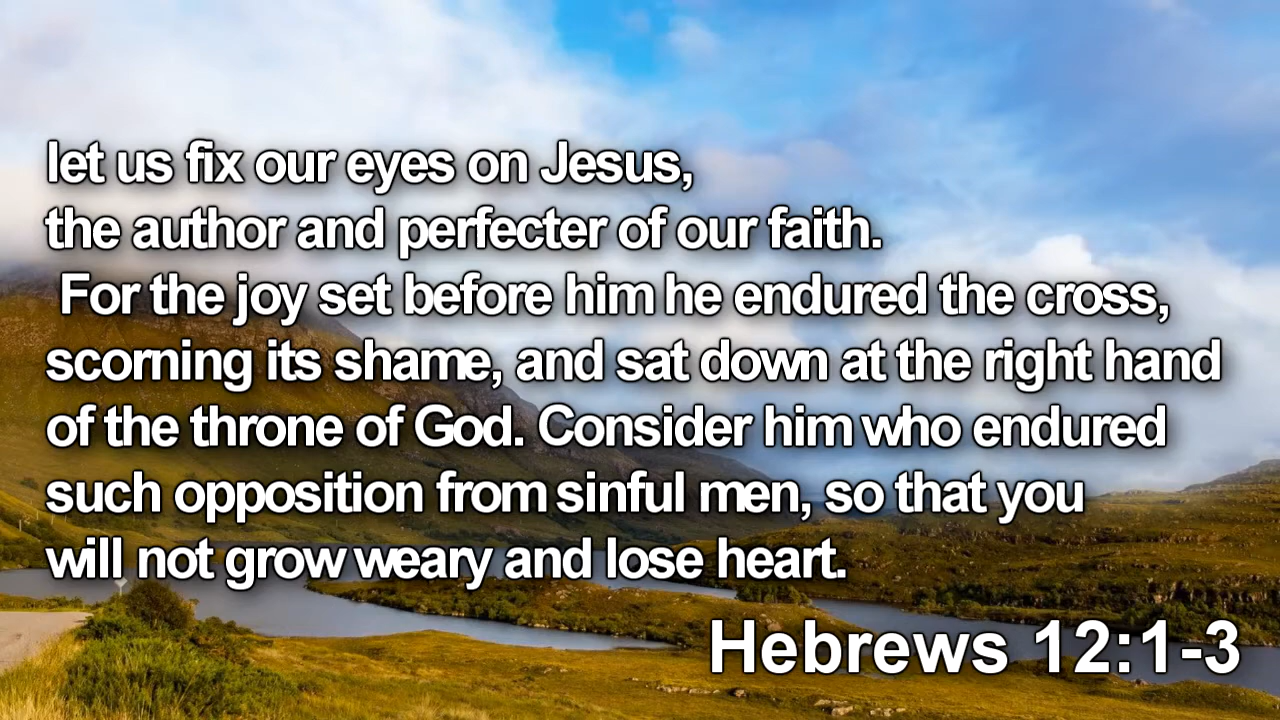 let us fix our eyes on Jesus,
the author and perfecter of our faith.
For the joy set before him he endured the cross,
scorning its shame, and sat down at the right hand
of the throne of God. Consider him who endured
such opposition from sinful men, so that you
will not grow weary and lose heart.
Hebrews 12:1-3